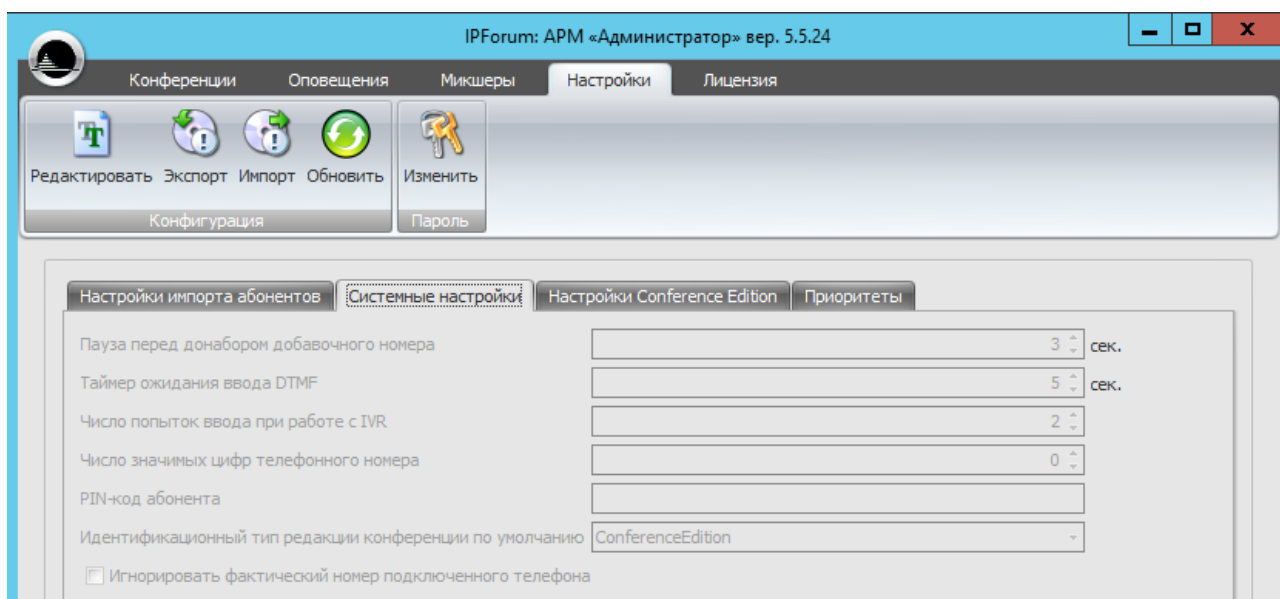 IPForum: АРМ «Администратор» вер. 5.5.24
Конференции Оповещения Микшеры Настройки Лицензия
Редактировать Экспорт Импорт Обновить Изменить
Конфигурация Пароль
Настройки импорта абонентов Системные настройки Настройки Conference Edition Приоритеты
Пауза перед донабором добавочного номера 3 сек.
Таймер ожидания ввода DTMF 5 сек.
Число попыток ввода при работе с IVR 2
Число значимых цифр телефонного номера 0
PIN-код абонента
Идентификационный тип редакции конференции по умолчанию ConferenceEdition
Игнорировать фактический номер подключенного телефона